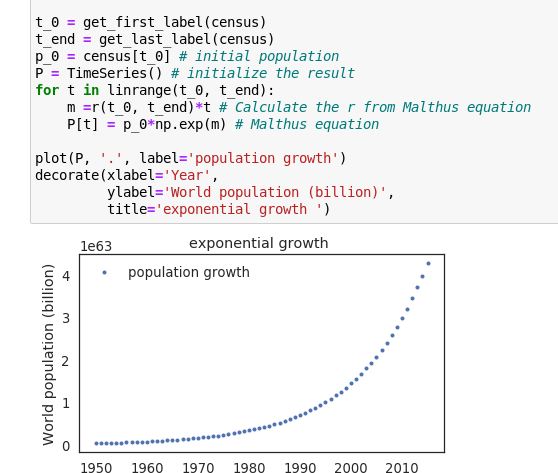 t_0 = get_first_label(census)
t_end = get_last_label(census)
p_0 = census[t_0] # initial population
P = TimeSeries() # initialize the result
for t in linrange(t_0, t_end):
    m =r(t_0, t_end)*t # Calculate the r from Malthus equation
    P[t] = p_0*np.exp(m) # Malthus equation

plot(P, '.', label='population growth')
decorate(xlabel='Year',
         ylabel='World population (billion)',
         title='exponential growth ')
1e63
exponential growth
population growth
World population (billion)
4
3
2
1
0
1950 1960 1970 1980 1990 2000 2010